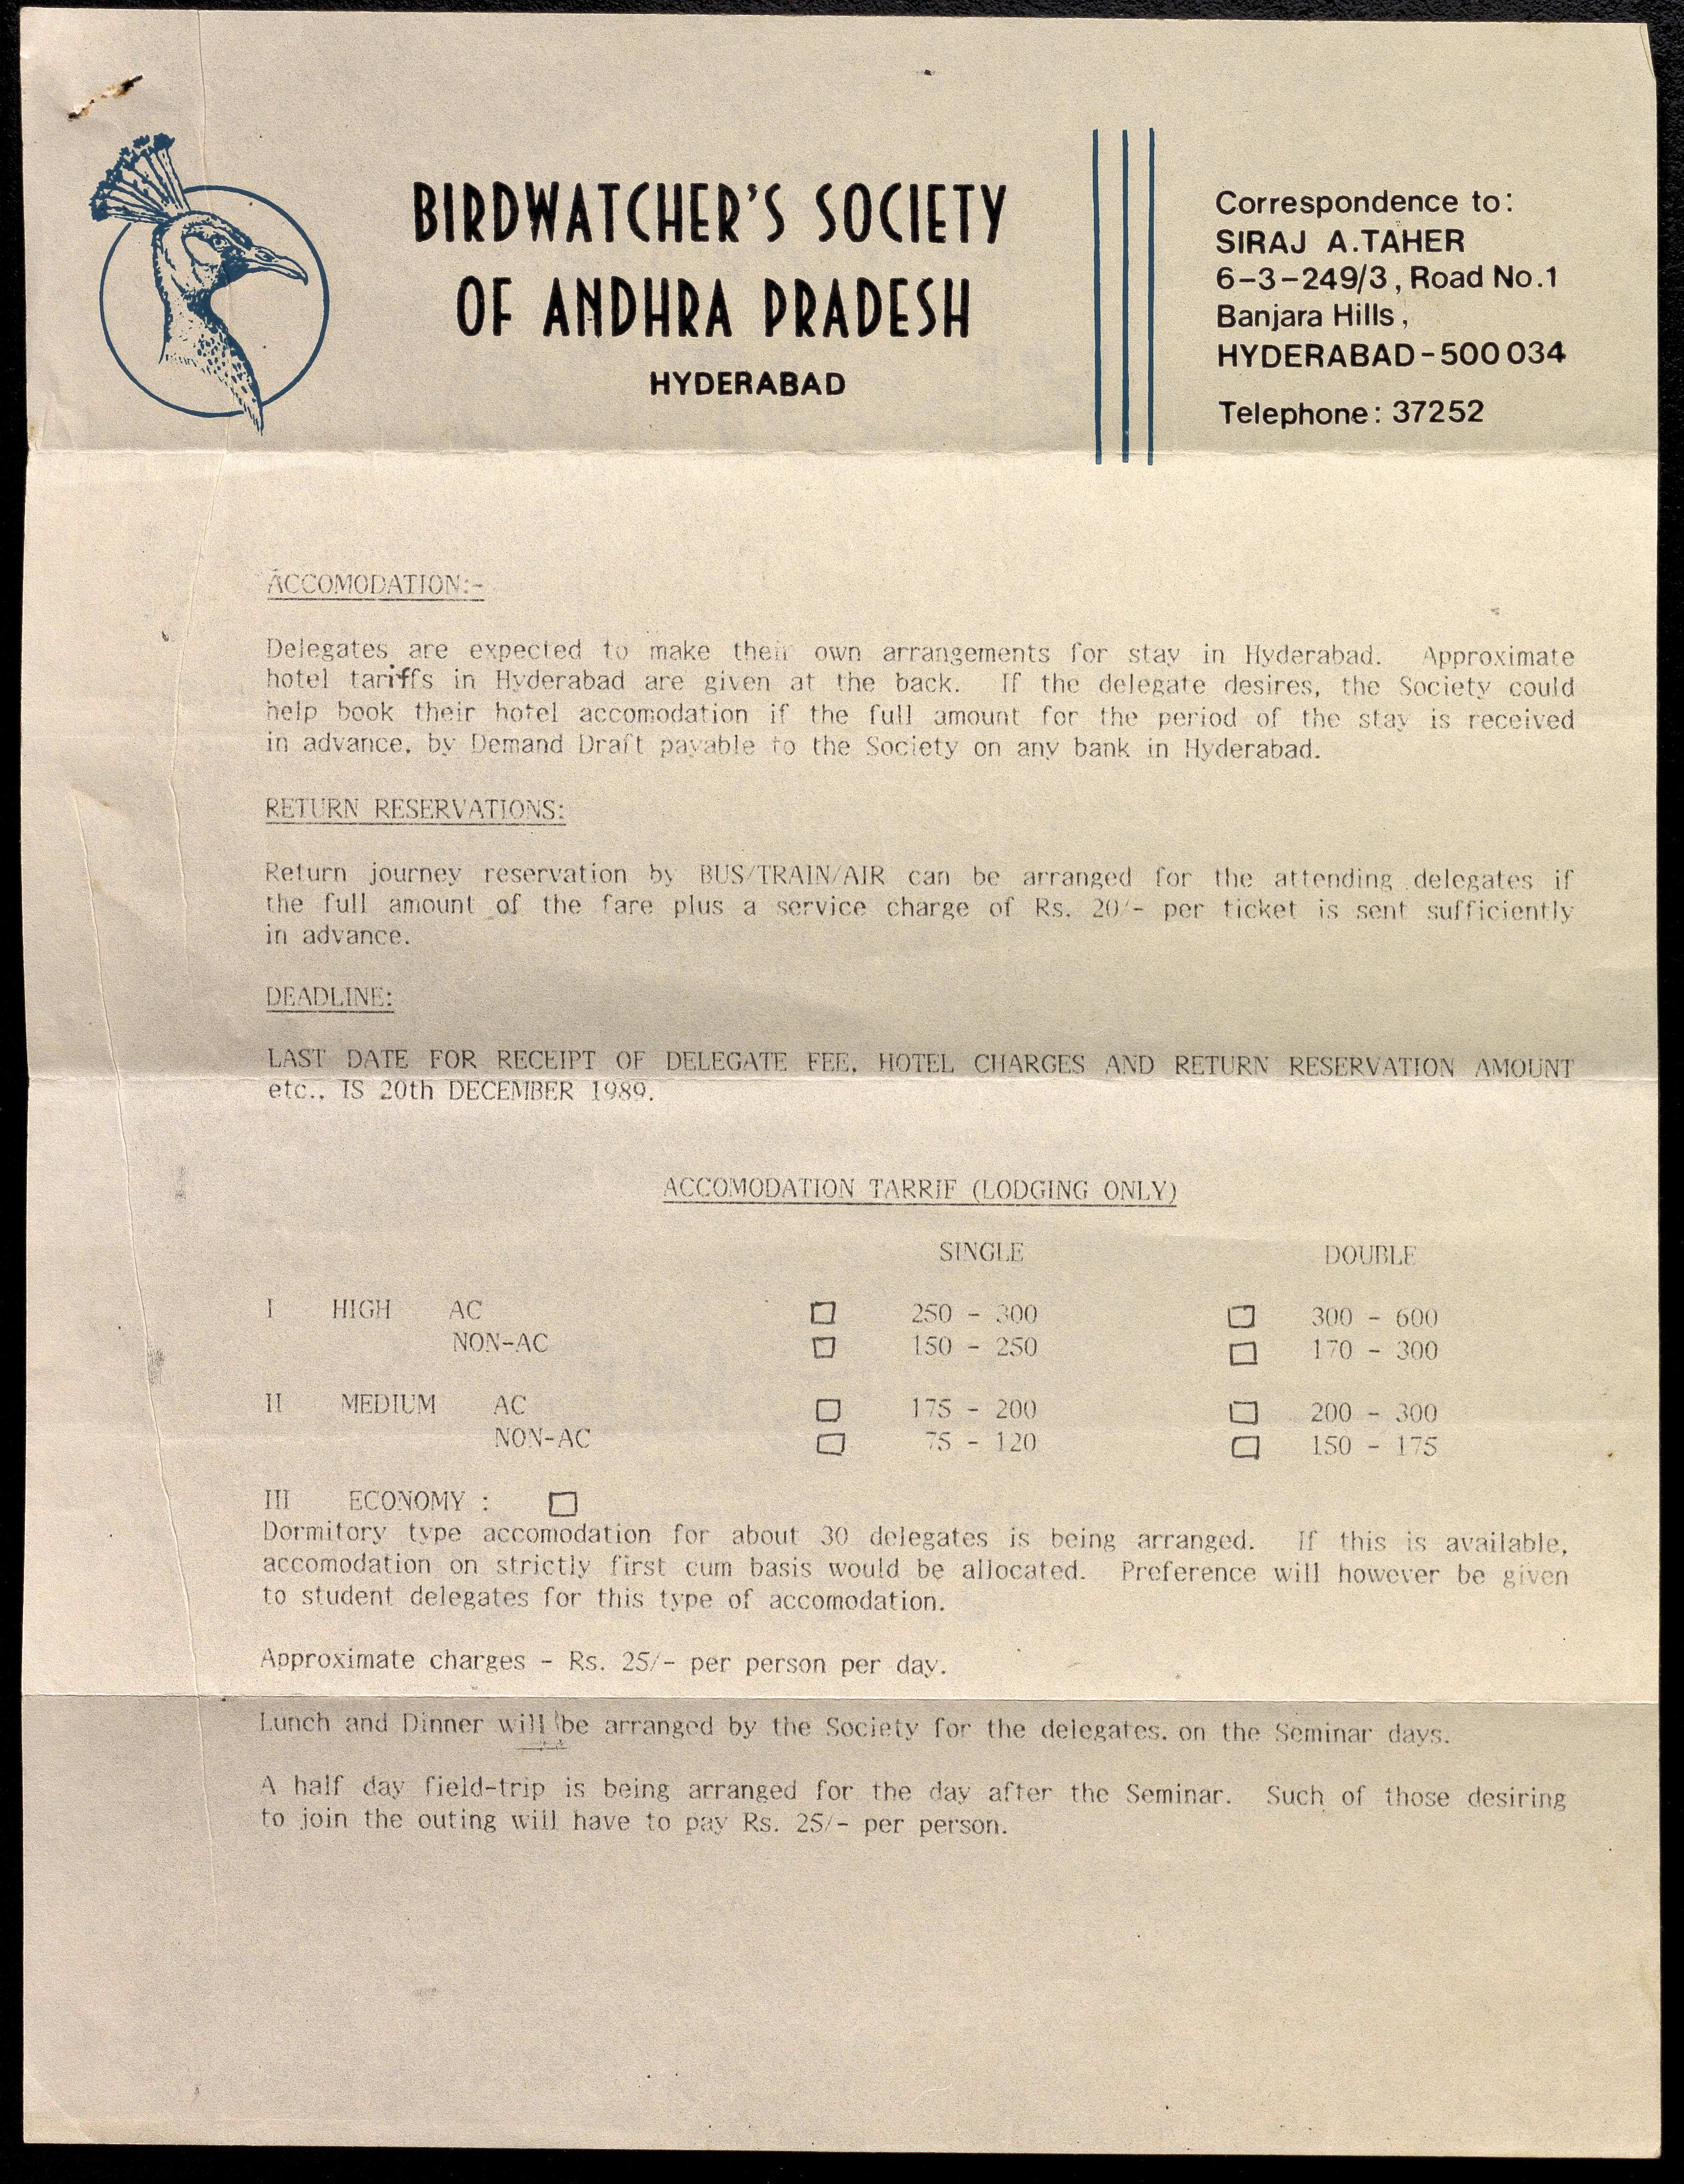 BIRDWATCHER'S SOCIETY
OF ANDHRA PRADESH
HYDERABAD
Correspondence to:
SIRAJ A.TAHER
6-3-249/3, Road No.1
Banjara Hills,
HYDERABAD-500 034
Telephone: 37252
ACCOMODATION:-
Delegates are expected to make their own arrangements for stay in Hyderabad. Approximate
hotel tariffs in Hyderabad are given at the back. If the delegate desires, the Society could
help book their hotel accomodation if the full amount for the period of the stay is received
in advance, by Demand Draft payable to the Society on any bank in Hyderabad.
RETURN RESERVATIONS:
Return journey reservation by BUS/TRAIN/AIR can be arranged for the attending delegates if
the full amount of the fare plus a service charge of Rs. 20/- per ticket is sent sufficiently
in advance.
DEADLINE:
LAST DATE FOR RECEIPT OF DELEGATE FEE, HOTEL CHARGES AND RETURN RESERVATION AMOUNT
etc., IS 20th DECEMBER 1989.
ACCOMODATION TARRIF (LODGING ONLY)
SINGLE DOUBLE
I HIGH AC 250 - 300 300 - 600
NON-AC 150 - 250 170 - 300
II MEDIUM AC 175 - 200 200 - 300
NON-AC 75 - 120 150 - 175
III ECONOMY :
Dormitory type accomodation for about 30 delegates is being arranged. If this is available,
accomodation on strictly first cum basis would be allocated. Preference will however be given
to student delegates for this type of accomodation.
Approximate charges - Rs. 25/- per person per day.
Lunch and Dinner will be arranged by the Society for the delegates, on the Seminar days.
A half day field-trip is being arranged for the day after the Seminar. Such of those desiring
to join the outing will have to pay Rs. 25/- per person.